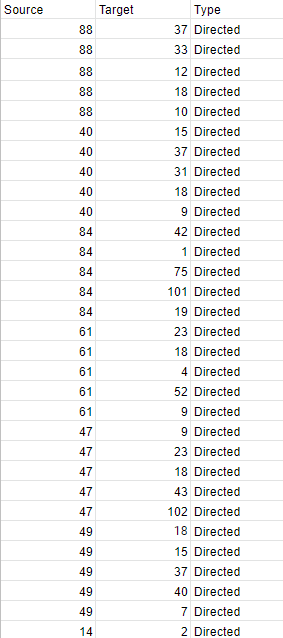 Source Target Type
88 37 Directed
88 33 Directed
88 12 Directed
88 18 Directed
88 10 Directed
40 15 Directed
40 37 Directed
40 31 Directed
40 18 Directed
40 9 Directed
84 42 Directed
84 1 Directed
84 75 Directed
84 101 Directed
84 19 Directed
61 23 Directed
61 18 Directed
61 4 Directed
61 52 Directed
61 9 Directed
47 9 Directed
47 23 Directed
47 18 Directed
47 43 Directed
47 102 Directed
49 18 Directed
49 15 Directed
49 37 Directed
49 40 Directed
49 7 Directed
14 2 Directed